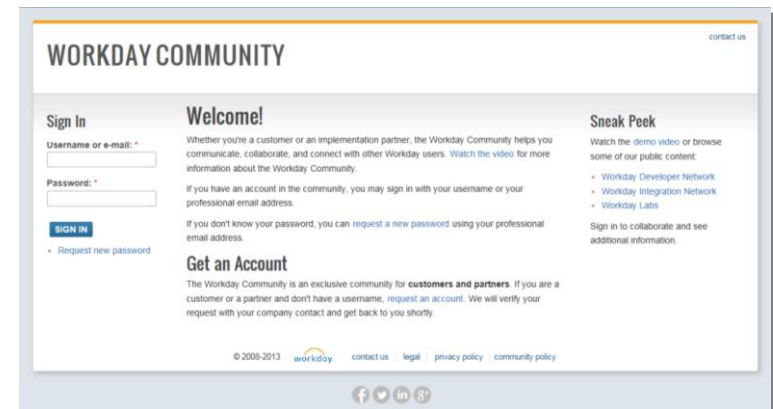 contact us
WORKDAY COMMUNITY
Sign In
Username or e-mail: *
Password: *
SIGN IN
Request new password
Welcome!
Whether you're a customer or an implementation partner, the Workday Community helps you
communicate, collaborate, and connect with other Workday users. Watch the video for more
information about the Workday Community.
If you have an account in the community, you may sign in with your username or your
professional email address.
If you don't know your password, you can request a new password using your professional
email address.
Get an Account
The Workday Community is an exclusive community for customers and partners. If you are a
customer or a partner and don't have a username, request an account. We will verify your
request with your company contact and get back to you shortly.
Sneak Peek
Watch the demo video or browse
some of our public content:
Workday Developer Network
Workday Integration Network
Workday Labs
Sign in to collaborate and see
additional information.
© 2008-2013 workday. contact us | legal | privacy policy | community policy